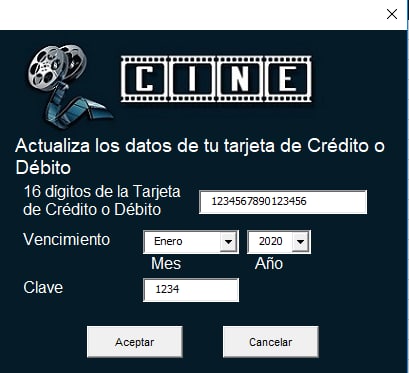 CINE
Actualiza los datos de tu tarjeta de Crédito o
Débito
16 dígitos de la Tarjeta
de Crédito o Débito
1234567890123456
Vencimiento
Enero
2020
Mes
Año
Clave
1234
Aceptar
Cancelar